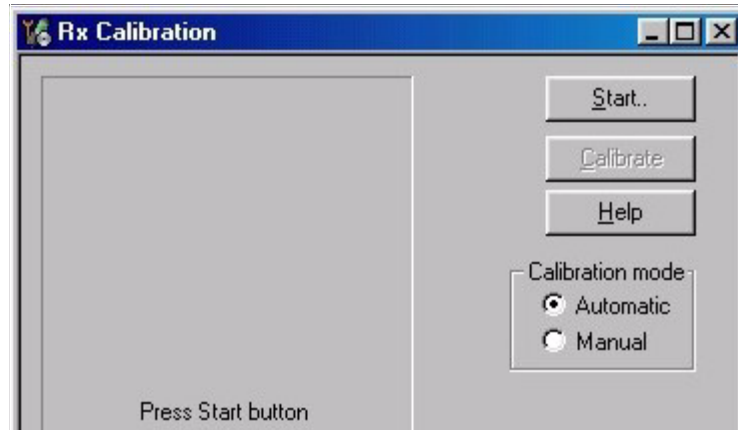 Rx Calibration
Start..
Calibrate
Help
Calibration mode
Automatic
Manual
Press Start button